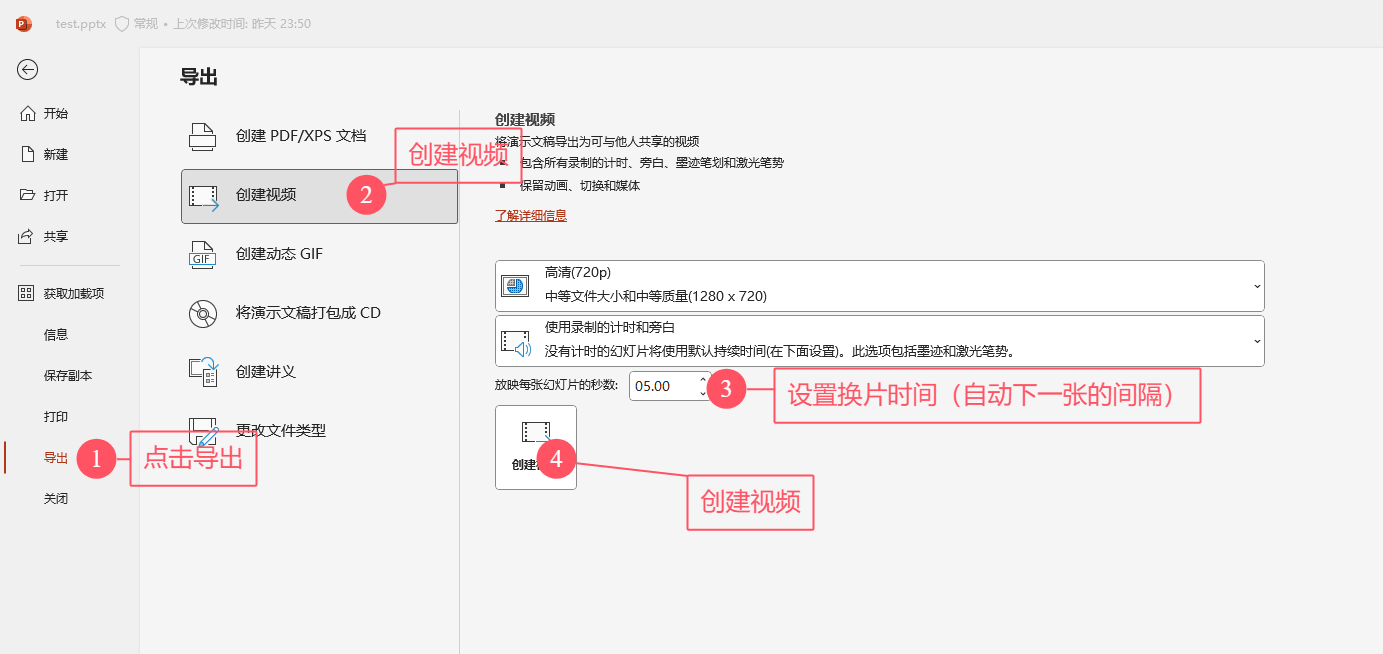 test.pptx 常规 • 上次修改时间: 昨天 23:50
开始
新建
打开
共享
获取加载项
信息
保存副本
打印
导出
1 点击导出
关闭
导出
创建 PDF/XPS 文档
创建视频
2 创建视频
创建动态 GIF
将演示文稿打包成 CD
创建讲义
更改文件类型
创建视频
将演示文稿导出为可与他人共享的视频
包含所有录制的计时、旁白、墨迹笔划和激光笔势
保留动画、切换和媒体
了解详细信息
高清(720p)
中等文件大小和中等质量(1280 x 720)
使用录制的计时和旁白
没有计时的幻灯片将使用默认持续时间(在下面设置)。此选项包括墨迹和激光笔势。
放映每张幻灯片的秒数: 05.00
3 设置换片时间（自动下一张的间隔）
4 创建视频